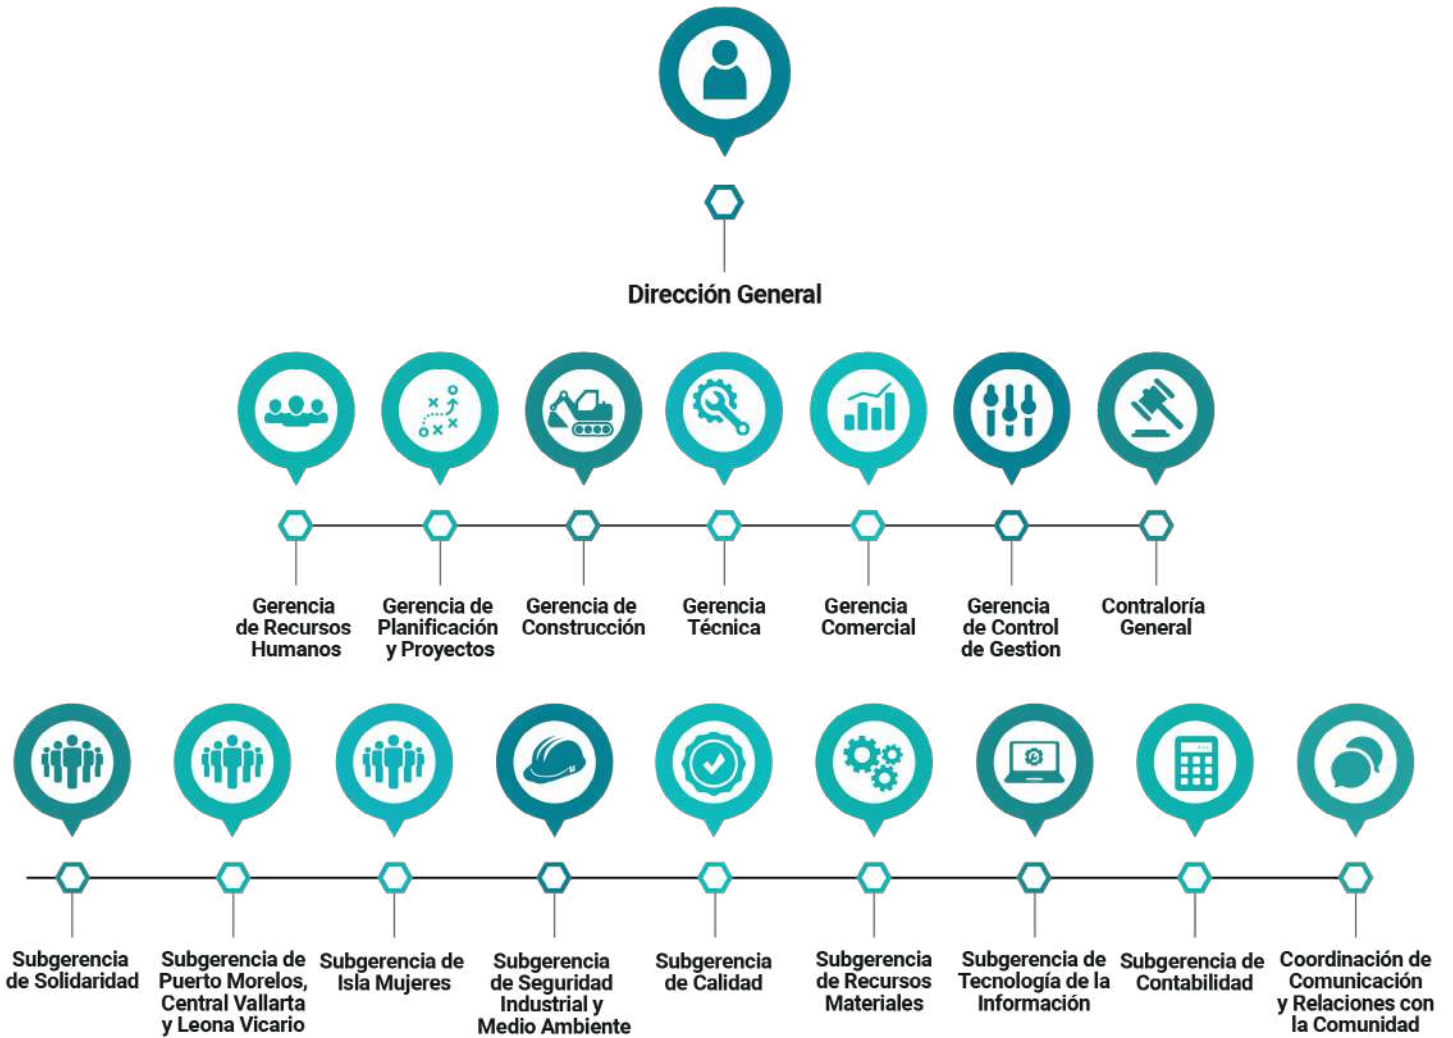 Dirección General
Gerencia
de Recursos
Humanos
Gerencia de
Planificación
y Proyectos
Gerencia de
Construcción
Gerencia
Técnica
Gerencia
Comercial
Gerencia
de Control
de Gestion
Contraloría
General
Subgerencia
de Solidaridad
Subgerencia de
Puerto Morelos,
Central Vallarta
y Leona Vicario
Subgerencia de
Isla Mujeres
Subgerencia
de Seguridad
Industrial y
Medio Ambiente
Subgerencia
de Calidad
Subgerencia
de Recursos
Materiales
Subgerencia de
Tecnología de la
Información
Subgerencia de
Contabilidad
Coordinación de
Comunicación
y Relaciones con
la Comunidad